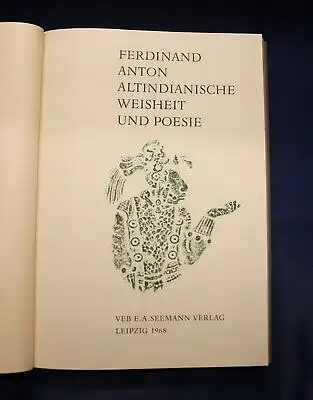 FERDINAND
ANTON
ALTINDIANISCHE
WEISHEIT
UND POESIE
VEB E.A.SEEMANN VERLAG
LEIPZIG 1968